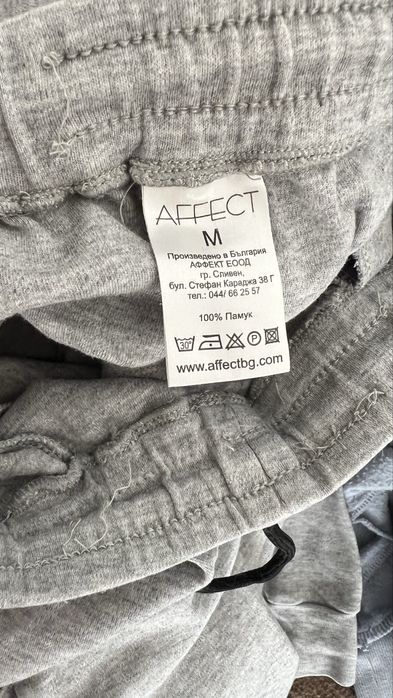 AFFECT
M
Произведено в България
АФФЕКТ ЕООД
гр. Сливен,
бул. Стефан Караджа 38 Г
тел.: 044/ 66 25 57
100% Памук
30° P
www.affectbg.com